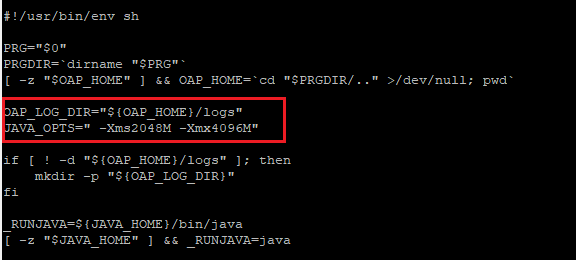 #!/usr/bin/env sh
PRG="$0"
PRGDIR=`dirname "$PRG"`
[ -z "$OAP_HOME" ] && OAP_HOME=`cd "$PRGDIR/.." >/dev/null; pwd`
OAP_LOG_DIR="${OAP_HOME}/logs"
JAVA_OPTS=" -Xms2048M -Xmx4096M"
if [ ! -d "${OAP_HOME}/logs" ]; then
    mkdir -p "${OAP_LOG_DIR}"
fi
_RUNJAVA=${JAVA_HOME}/bin/java
[ -z "$JAVA_HOME" ] && _RUNJAVA=java